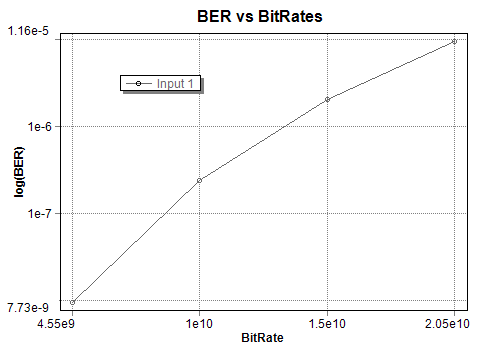 BER vs BitRates
1.16e-5
Input 1
1e-6
log(BER)
1e-7
7.73e-9
4.55e9 1e10 1.5e10 2.05e10
BitRate